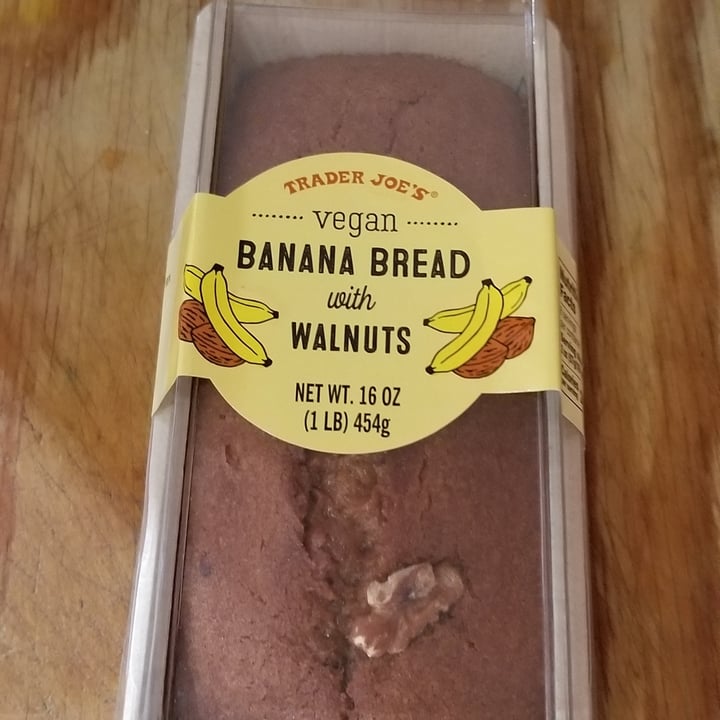 TRADER JOE'S®
vegan
BANANA BREAD
with
WALNUTS
NET WT. 16 OZ
(1 LB) 454g